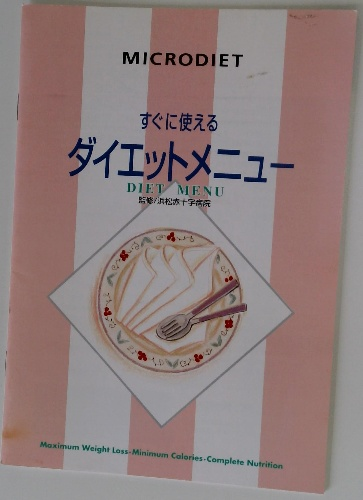 MICRODIET
すぐに使える
ダイエットメニュー
DIET MENU
監修/浜松赤十字病院
Maximum Weight Loss-Minimum Calories-Complete Nutrition